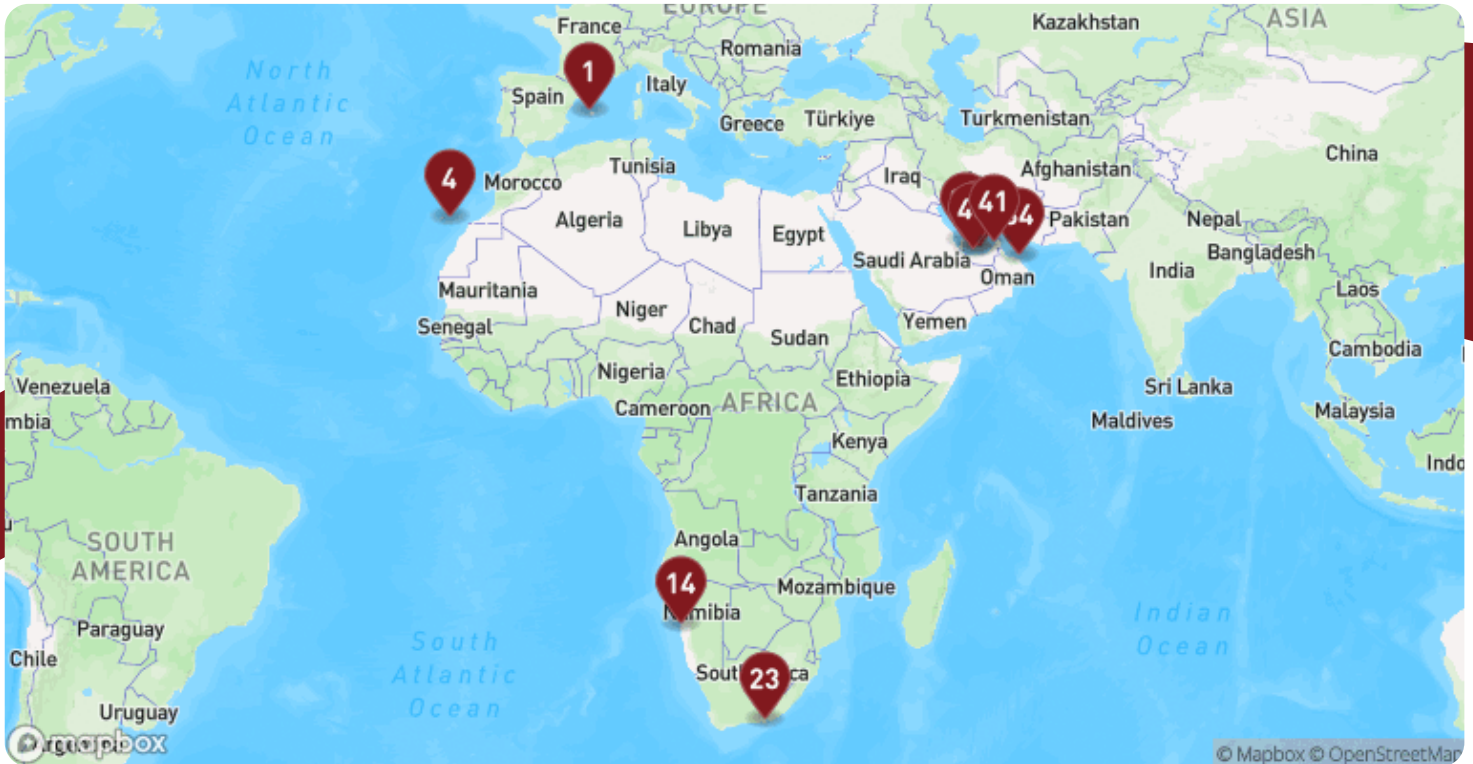 EUROPE
ASIA
France
Kazakhstan
North
Atlantic
Ocean
Romania
1
Italy
Spain
Greece
Türkiye
Turkmenistan
China
Tunisia
Afghanistan
4
Morocco
Iraq
41
Algeria
Libya
Egypt
Pakistan
Nepal
Saudi Arabia
Bangladesh
India
Oman
Mauritania
Laos
Niger
Chad
Yemen
Senegal
Sudan
Cambodia
Nigeria
Ethiopia
Venezuela
Sri Lanka
Cameroon
AFRICA
Malaysia
mbia
Maldives
Kenya
Indo
Tanzania
SOUTH
AMERICA
Angola
14
Mozambique
Namibia
Indian
Ocean
Paraguay
South
Atlantic
Ocean
Chile
23
Uruguay
mapbox
© Mapbox © OpenStreetMap